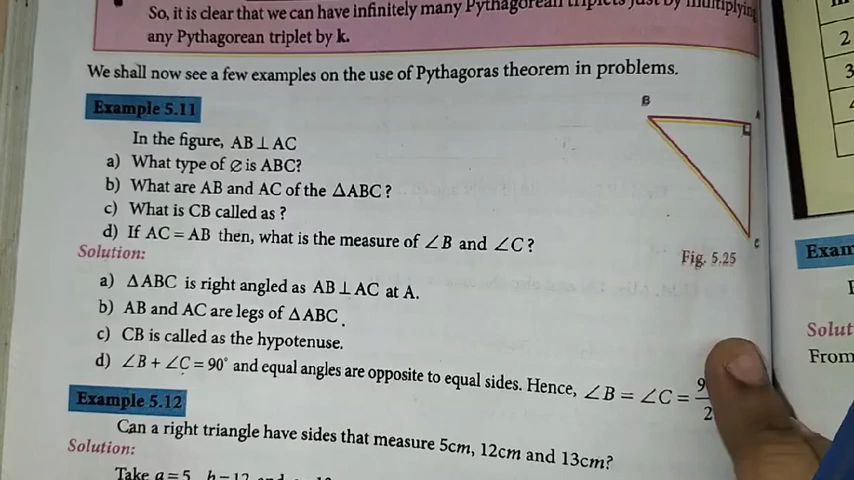 So, it is clear that we can have infinitely many Pythagorean triplets just by multiplying
any Pythagorean triplet by k.
We shall now see a few examples on the use of Pythagoras theorem in problems.
Example 5.11
In the figure, AB ⊥ AC
a) What type of is ABC?
b) What are AB and AC of the ΔABC?
c) What is CB called as ?
d) If AC = AB then, what is the measure of ∠B and ∠C?
B
A
C
Fig. 5.25
Solution:
a) ΔABC is right angled as AB ⊥ AC at A.
b) AB and AC are legs of ΔABC.
c) CB is called as the hypotenuse.
d) ∠B + ∠C = 90° and equal angles are opposite to equal sides. Hence, ∠B = ∠C = 9
2
Example 5.12
Can a right triangle have sides that measure 5cm, 12cm and 13cm?
Solution:
Take a = 5,
2
3
Exam
Solut
From